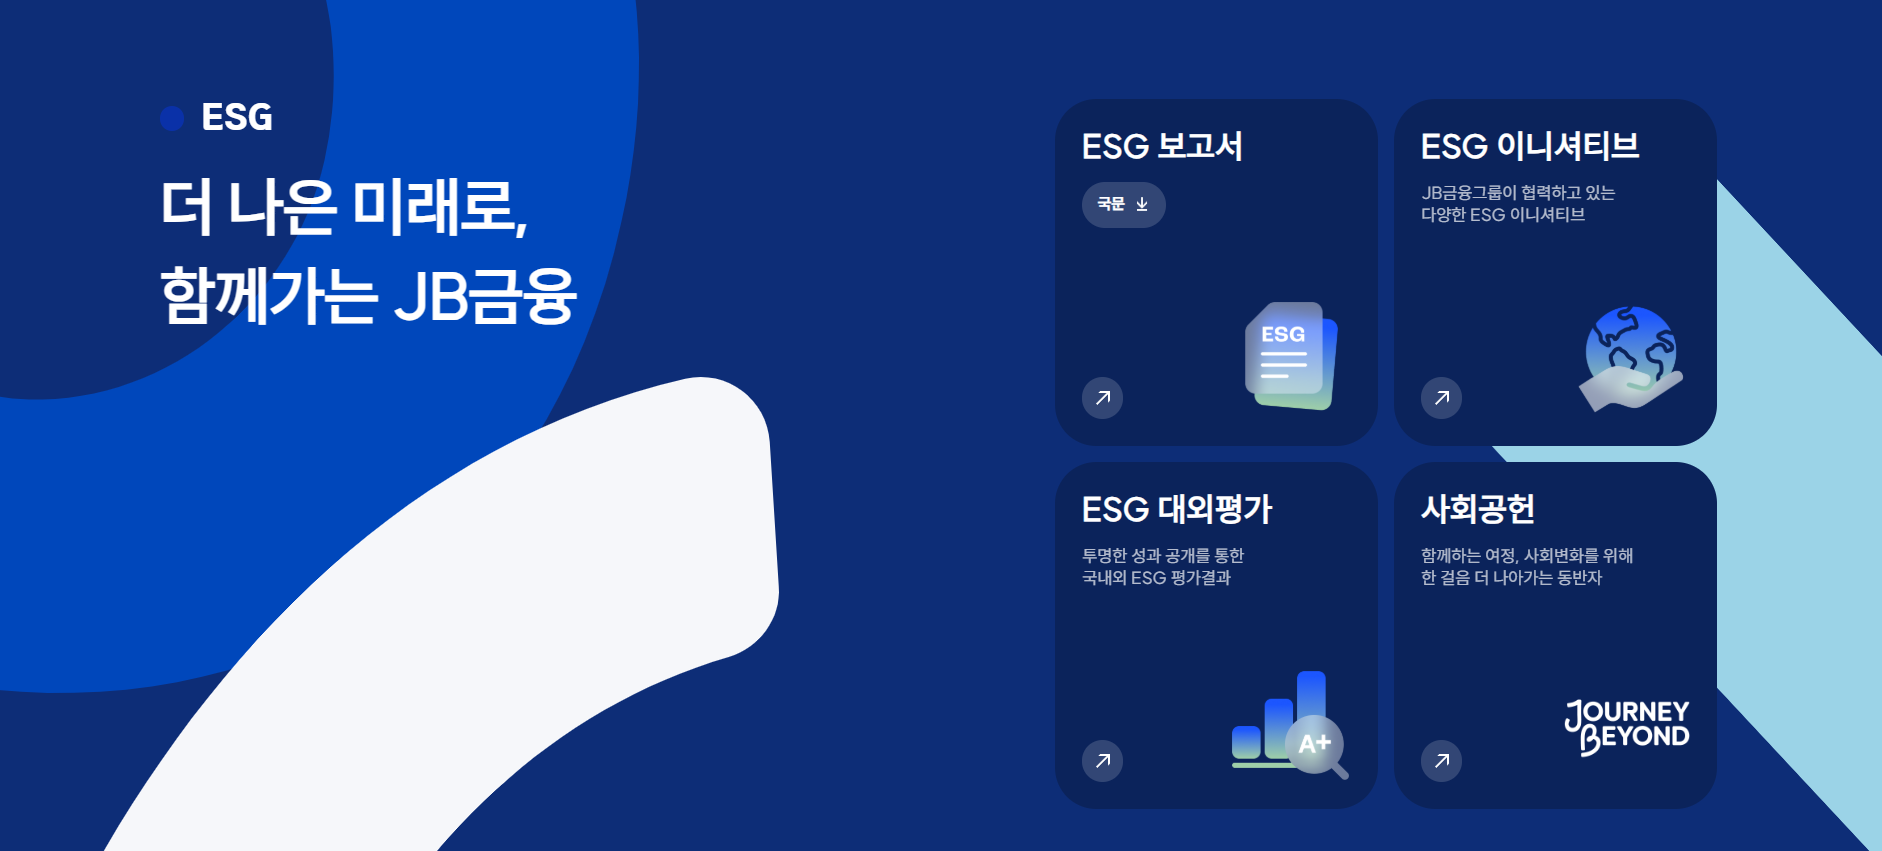 ESG
더 나은 미래로,
함께가는 JB금융
ESG 보고서
국문
ESG
ESG 이니셔티브
JB금융그룹이 협력하고 있는
다양한 ESG 이니셔티브
ESG 대외평가
투명한 성과 공개를 통한
국내외 ESG 평가결과
A+
사회공헌
함께하는 여정, 사회변화를 위해
한 걸음 더 나아가는 동반자
JOURNEY
BEYOND